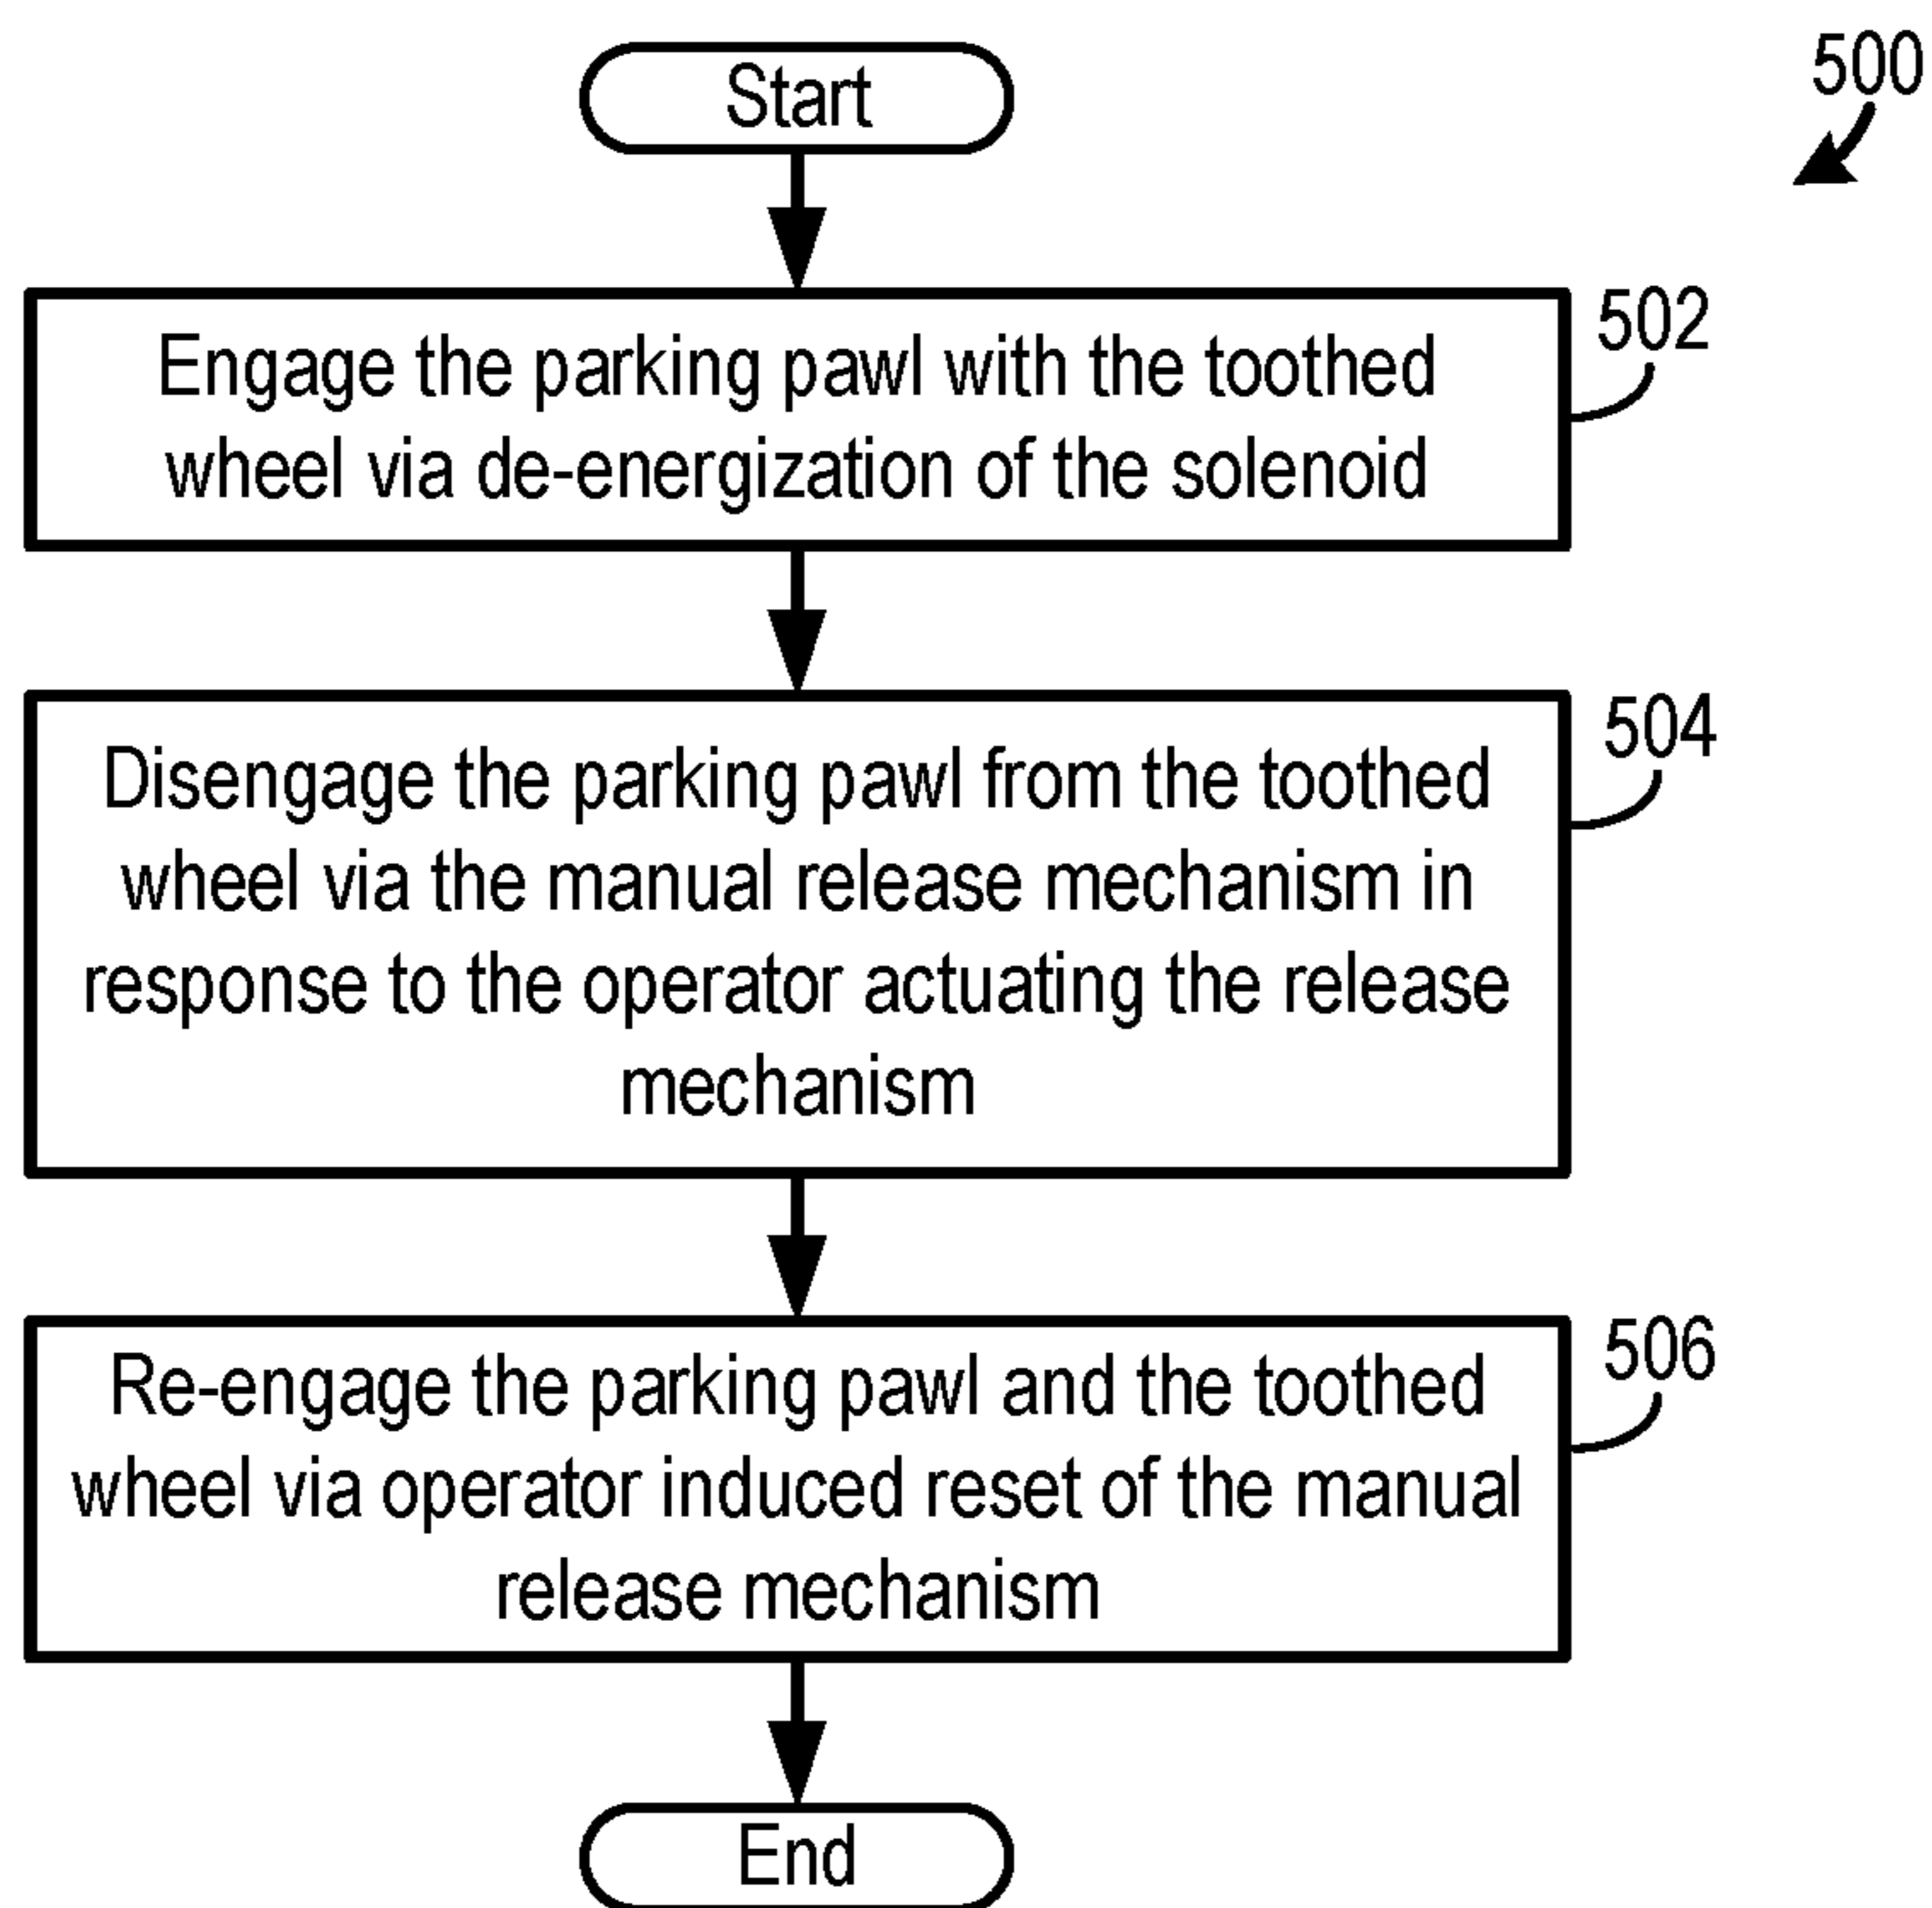 Start
500
Engage the parking pawl with the toothed
wheel via de-energization of the solenoid
502
Disengage the parking pawl from the toothed
wheel via the manual release mechanism in
response to the operator actuating the release
mechanism
504
Re-engage the parking pawl and the toothed
wheel via operator induced reset of the manual
release mechanism
506
End